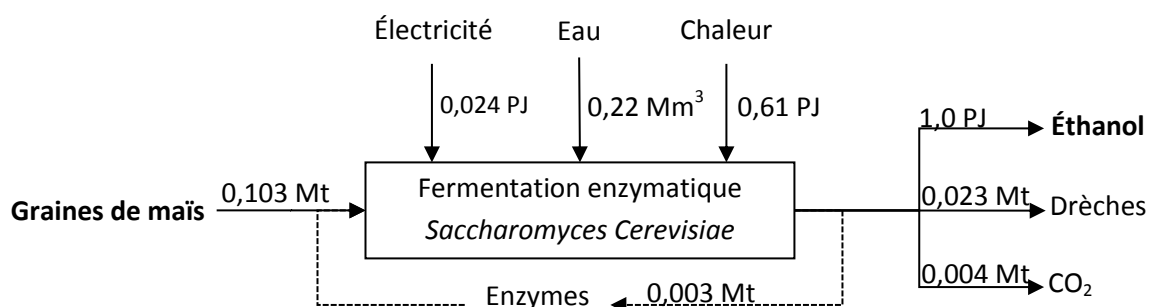 Électricité Eau Chaleur
0,024 PJ 0,22 Mm³ 0,61 PJ
1,0 PJ Éthanol
Graines de maïs 0,103 Mt Fermentation enzymatique
Saccharomyces Cerevisiae
0,023 Mt Drèches
0,004 Mt CO₂
Enzymes 0,003 Mt